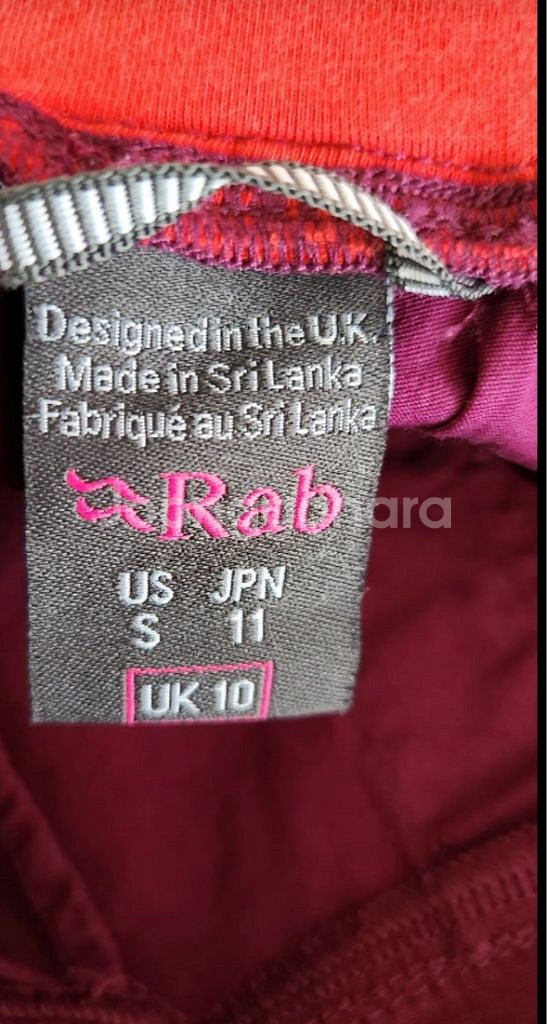 Designed in the U.K.
Made in Sri Lanka
Fabriqué au Sri Lanka
Rab
US JPN
S 11
UK 10